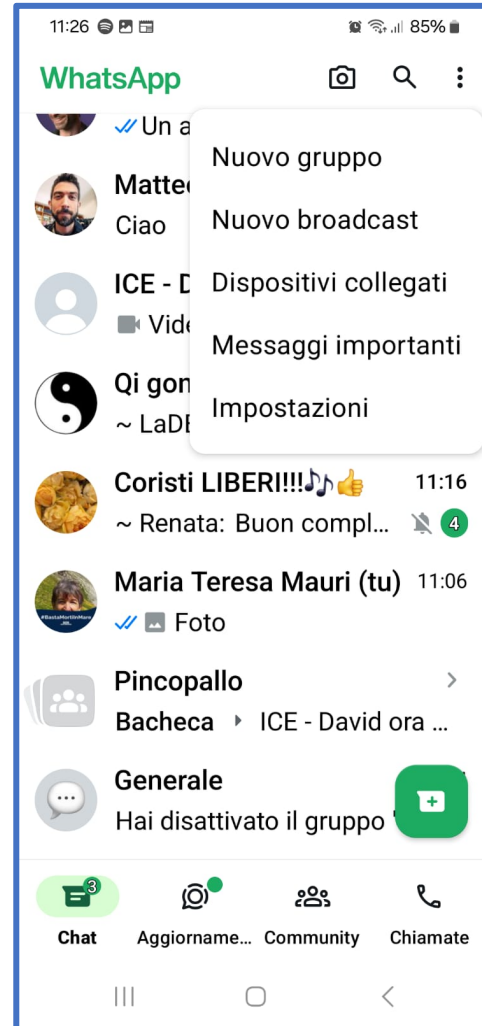 11:26 85%
WhatsApp
Un a
Nuovo gruppo
Matteo
Ciao
Nuovo broadcast
ICE - D
Dispositivi collegati
Vide
Messaggi importanti
Qi gon
Impostazioni
~ LaDE
Coristi LIBERI!!!🎶👍 11:16
~ Renata: Buon compl... 4
Maria Teresa Mauri (tu) 11:06
Foto
Pincopallo
Bacheca ▸ ICE - David ora ...
Generale
Hai disattivato il gruppo "
3
Chat Aggiorname... Community Chiamate